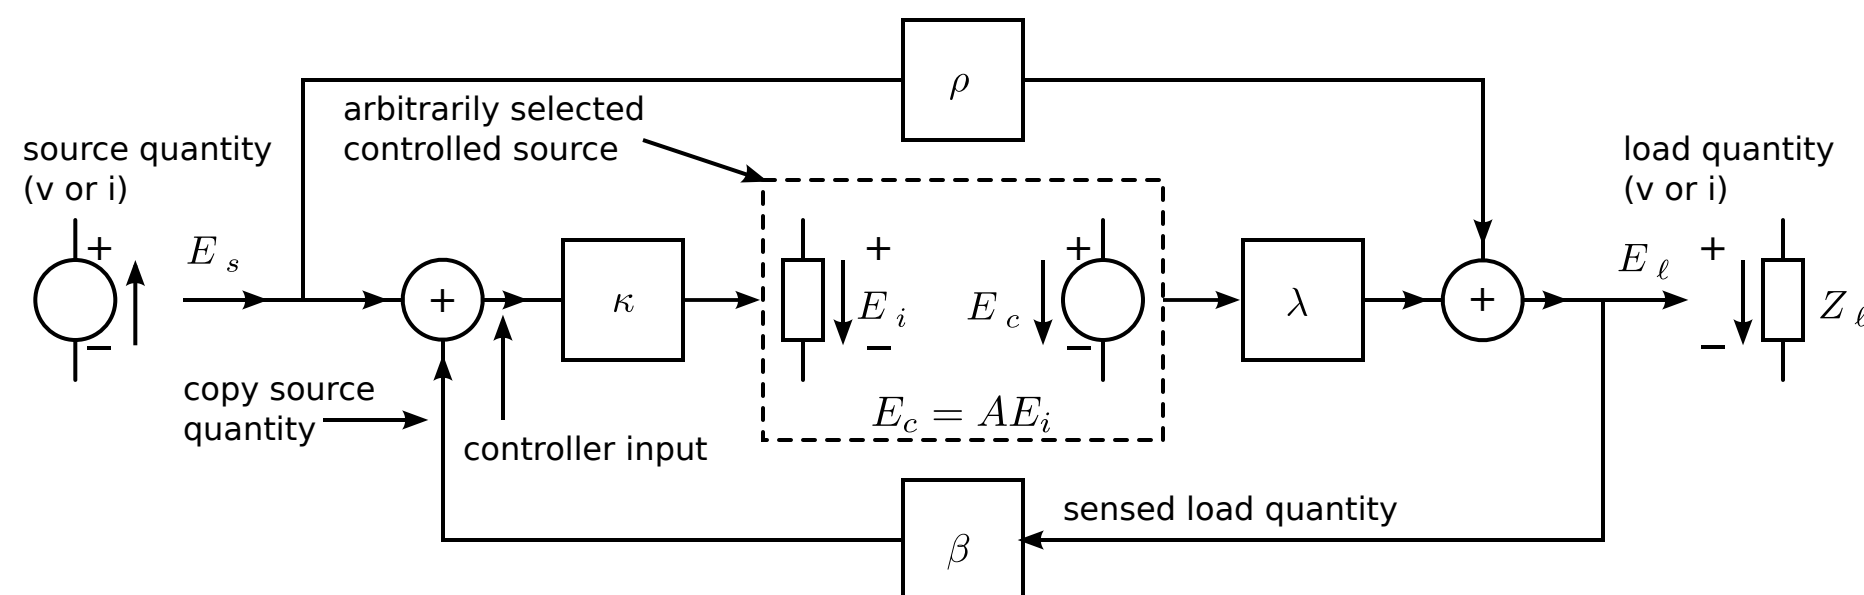 ρ
arbitrarily selected
controlled source
source quantity
(v or i)
load quantity
(v or i)
+
E s
−
+
κ
+
E i
−
+
E c
−
E_c = AE_i
λ
+
E ℓ
+
−
Z ℓ
copy source
quantity
controller input
sensed load quantity
β